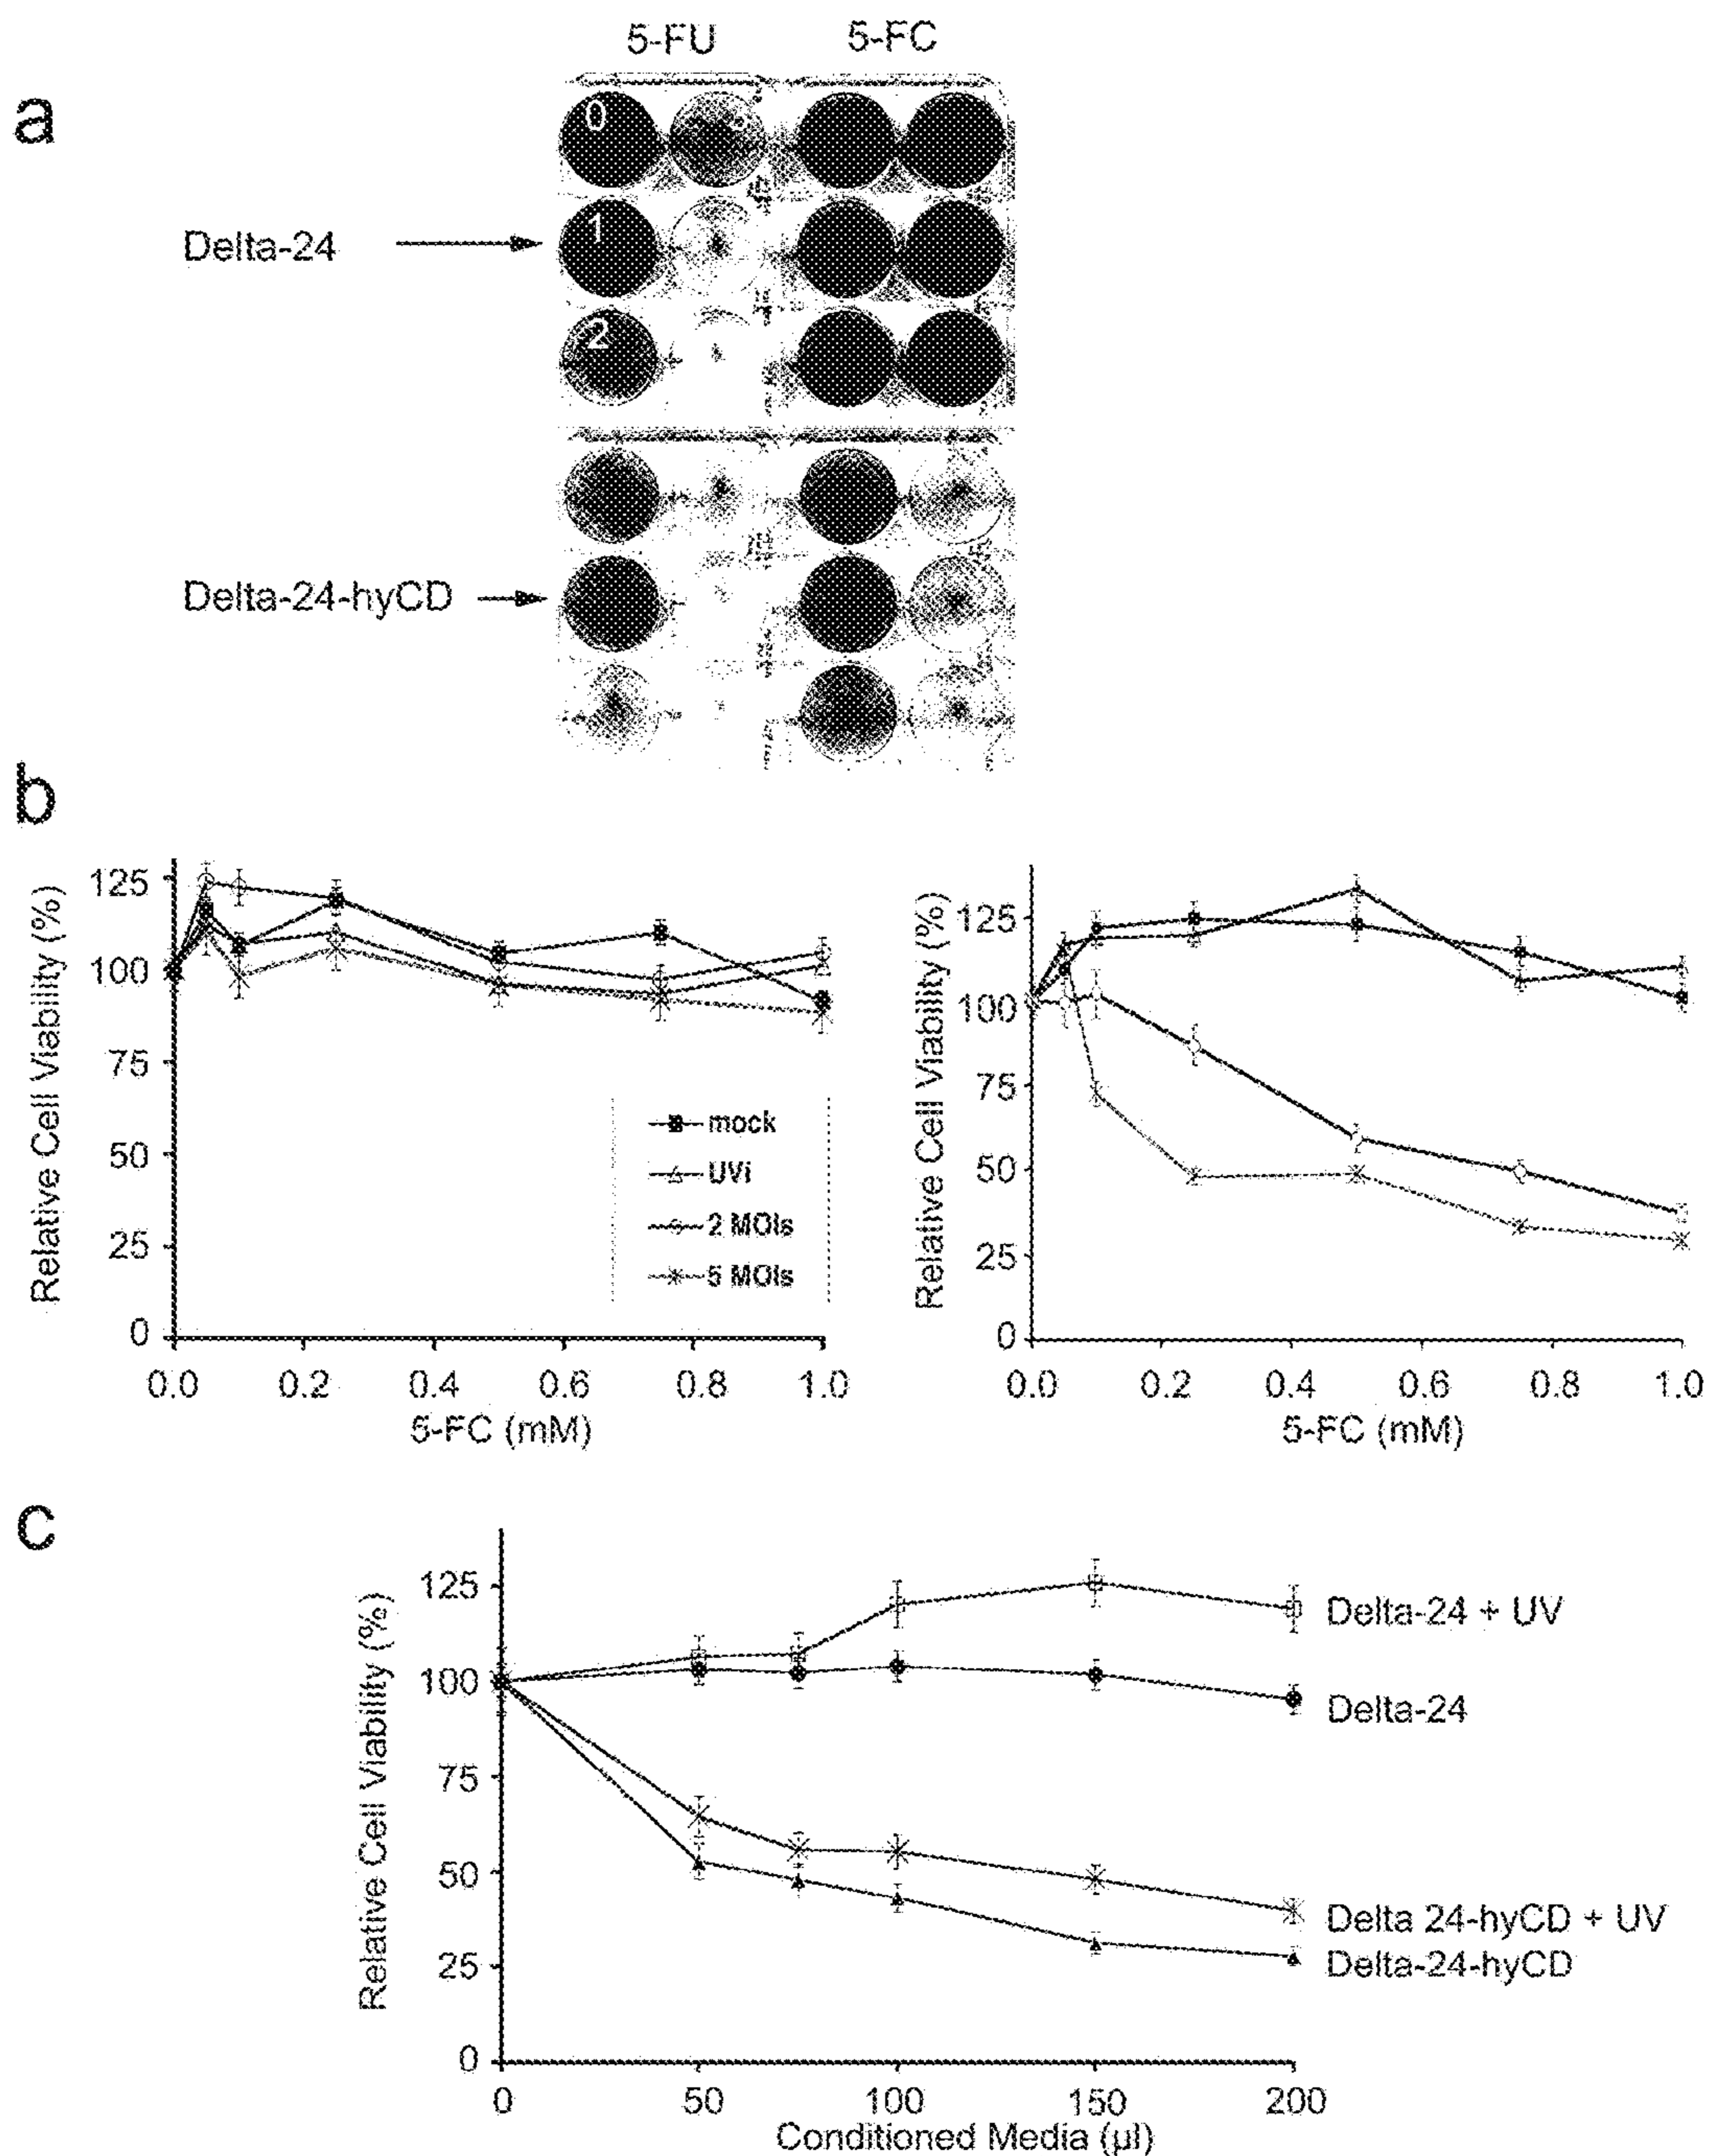 5-FU 5-FC
a
0
Delta-24
1
2
Delta-24-hyCD
b
Relative Cell Viability (%)
125
100
75
50
25
0
0.0 0.2 0.4 0.6 0.8 1.0
5-FC (mM)
mock
UVi
2 MOIs
5 MOIs
Relative Cell Viability (%)
125
100
75
50
25
0
0.0 0.2 0.4 0.6 0.8 1.0
5-FC (mM)
c
Relative Cell Viability (%)
125
100
75
50
25
0
0 50 100 150 200
Conditioned Media (µl)
Delta-24 + UV
Delta-24
Delta 24-hyCD + UV
Delta-24-hyCD